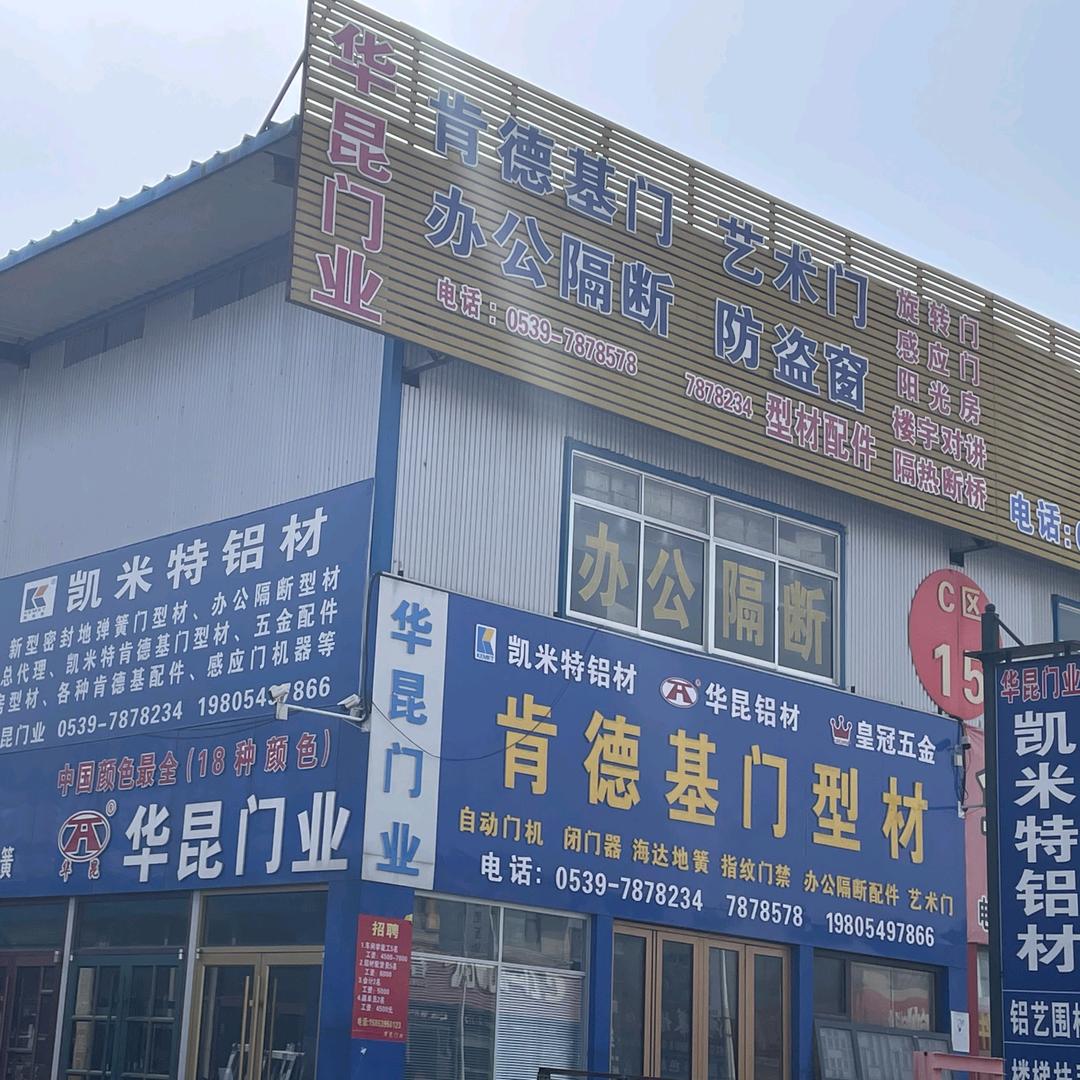 华昆门业
肯德基门 艺术门
办公隔断 防盗窗
电话：0539-7878578 7878234 型材配件
旋转门
感应门
阳光房
楼宇对讲
隔热断桥
电话:
办公隔断
C区
15
凯米特铝材
新型密封地弹簧门型材、办公隔断型材
总代理、凯米特肯德基门型材、五金配件
房型材、各种肯德基配件、感应门机器等
昆门业 0539-7878234 19805497866
中国颜色最全(18种颜色)
华昆
华昆门业
簧
华昆门业
凯米特铝材 华昆铝材 皇冠五金
肯德基门型材
自动门机 闭门器 海达地簧 指纹门禁 办公隔断配件 艺术门
电话: 0539-7878234 7878578 19805497866
招聘
华昆门业
凯米特铝材
铝艺围